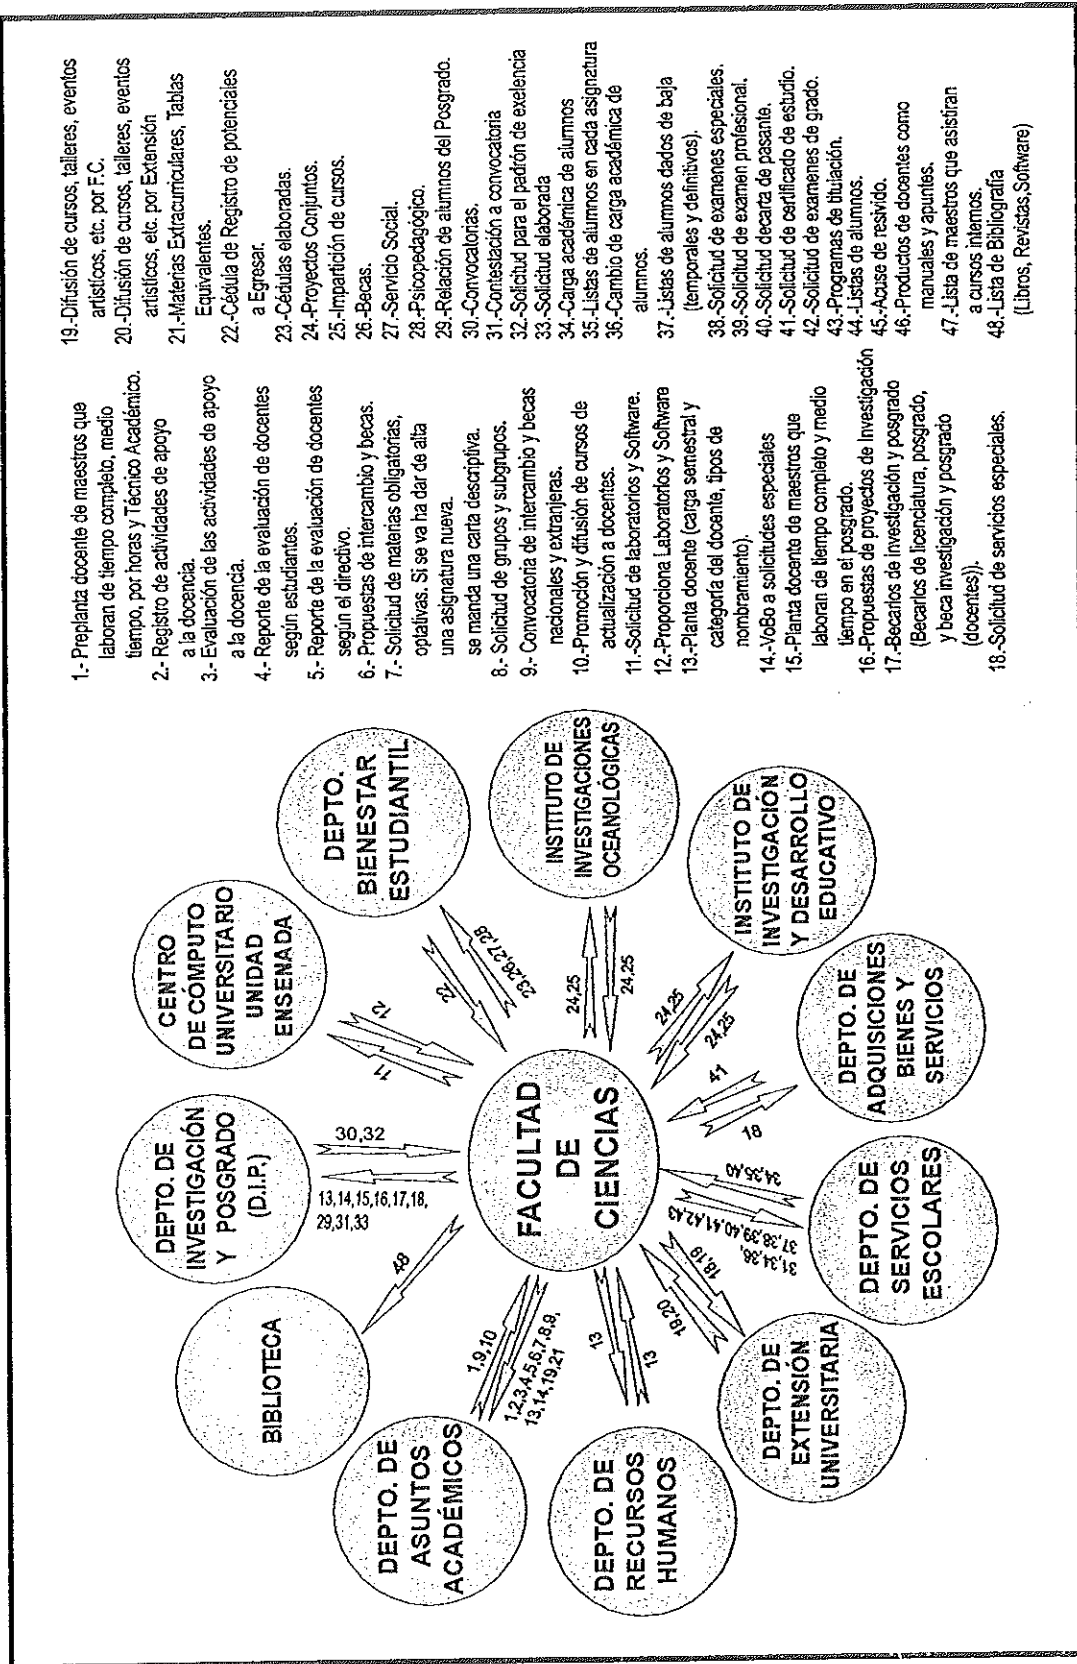 BIBLIOTECA
DEPTO. DE
INVESTIGACIÓN
Y POSGRADO
(D.I.P.)
CENTRO
DE CÓMPUTO
UNIVERSITARIO
UNIDAD
ENSENADA
DEPTO.
BIENESTAR
ESTUDIANTIL
INSTITUTO DE
INVESTIGACIONES
OCEANOLÓGICAS
INSTITUTO DE
INVESTIGACIÓN
Y DESARROLLO
EDUCATIVO
DEPTO. DE
ADQUISICIONES
BIENES Y
SERVICIOS
DEPTO. DE
SERVICIOS
ESCOLARES
DEPTO. DE
EXTENSIÓN
UNIVERSITARIA
DEPTO. DE
RECURSOS
HUMANOS
DEPTO. DE
ASUNTOS
ACADÉMICOS
FACULTAD
DE
CIENCIAS
48
30,32
13,14,15,16,17,18,
29,31,33
11
12
22
23,26,27,28
24,25
24,25
24,25
24,25
41
18
34,35,40
31,34,36,
37,38,39,40,41,42,43
18,19
19,20
13
13
1,9,10
1,2,3,4,5,6,7,8,9,
13,14,19,21
1.- Preplanta docente de maestros que
laboran de tiempo completo, medio
tiempo, por horas y Técnico Académico.
2.- Registro de actividades de apoyo
a la docencia.
3.- Evaluación de las actividades de apoyo
a la docencia.
4.- Reporte de la evaluación de docentes
según estudiantes.
5.- Reporte de la evaluación de docentes
según el directivo.
6.- Propuestas de intercambio y becas.
7.- Solicitud de materias obligatorias,
optativas. Si se va ha dar de alta
una asignatura nueva.
se manda una carta descriptiva.
8.- Solicitud de grupos y subgrupos.
9.- Convocatoria de intercambio y becas
nacionales y extranjeras.
10.-Promoción y difusión de cursos de
actualización a docentes.
11.-Solicitud de laboratorios y Software.
12.-Proporciona Laboratorios y Software
13.-Planta docente (carga semestral y
categoría del docente, tipos de
nombramiento).
14.-VoBo a solicitudes especiales
15.-Planta docente de maestros que
laboran de tiempo completo y medio
tiempo en el posgrado.
16.-Propuestas de proyectos de Investigación
17.-Becarios de Investigación y posgrado
(Becarios de licenciatura, posgrado,
y beca investigación y posgrado
(docentes)).
18.-Solicitud de servicios especiales.
19.-Difusión de cursos, talleres, eventos
artísticos, etc. por F.C.
20.-Difusión de cursos, talleres, eventos
artísticos, etc. por Extensión
21.-Materias Extracurriculares, Tablas
Equivalentes.
22.-Cédula de Registro de potenciales
a Egresar.
23.-Cédulas elaboradas.
24.-Proyectos Conjuntos.
25.-Impartición de cursos.
26.-Becas.
27.-Servicio Social.
28.-Psicopedagógico.
29.-Relación de alumnos del Posgrado.
30.-Convocatorias.
31.-Contestación a convocatoria
32.-Solicitud para el padrón de exelencia
33.-Solicitud elaborada
34.-Carga académica de alumnos
35.-Listas de alumnos en cada asignatura
36.-Cambio de carga académica de
alumnos.
37.-Listas de alumnos dados de baja
(temporales y definitivos).
38.-Solicitud de examenes especiales.
39.-Solicitud de examen profesional.
40.-Solicitud decarta de pasante.
41.-Solicitud de certificado de estudio.
42.-Solicitud de examenes de grado.
43.-Programas de titulación.
44.-Listas de alumnos.
45.-Acuse de resivido.
46.-Productos de docentes como
manuales y apuntes.
47.-Lista de maestros que asistiran
a cursos internos.
48.-Lista de Bibliografía
(Libros, Revistas,Software)